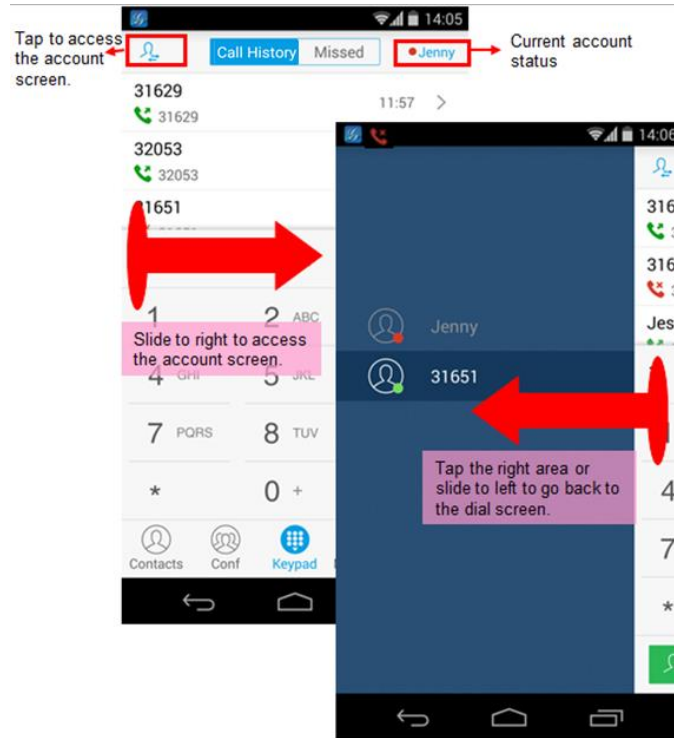 14:05
Tap to access
the account
screen.
Call History
Missed
Jenny
Current account
status
31629
31629
11:57
32053
32053
31651
14:06
316
316
Jes
1
2 ABC
Slide to right to access
the account screen.
4 GHI
5 JKL
7 PQRS
8 TUV
*
0 +
Contacts
Conf
Keypad
Jenny
31651
Tap the right area or
slide to left to go back to
the dial screen.
4
7
*